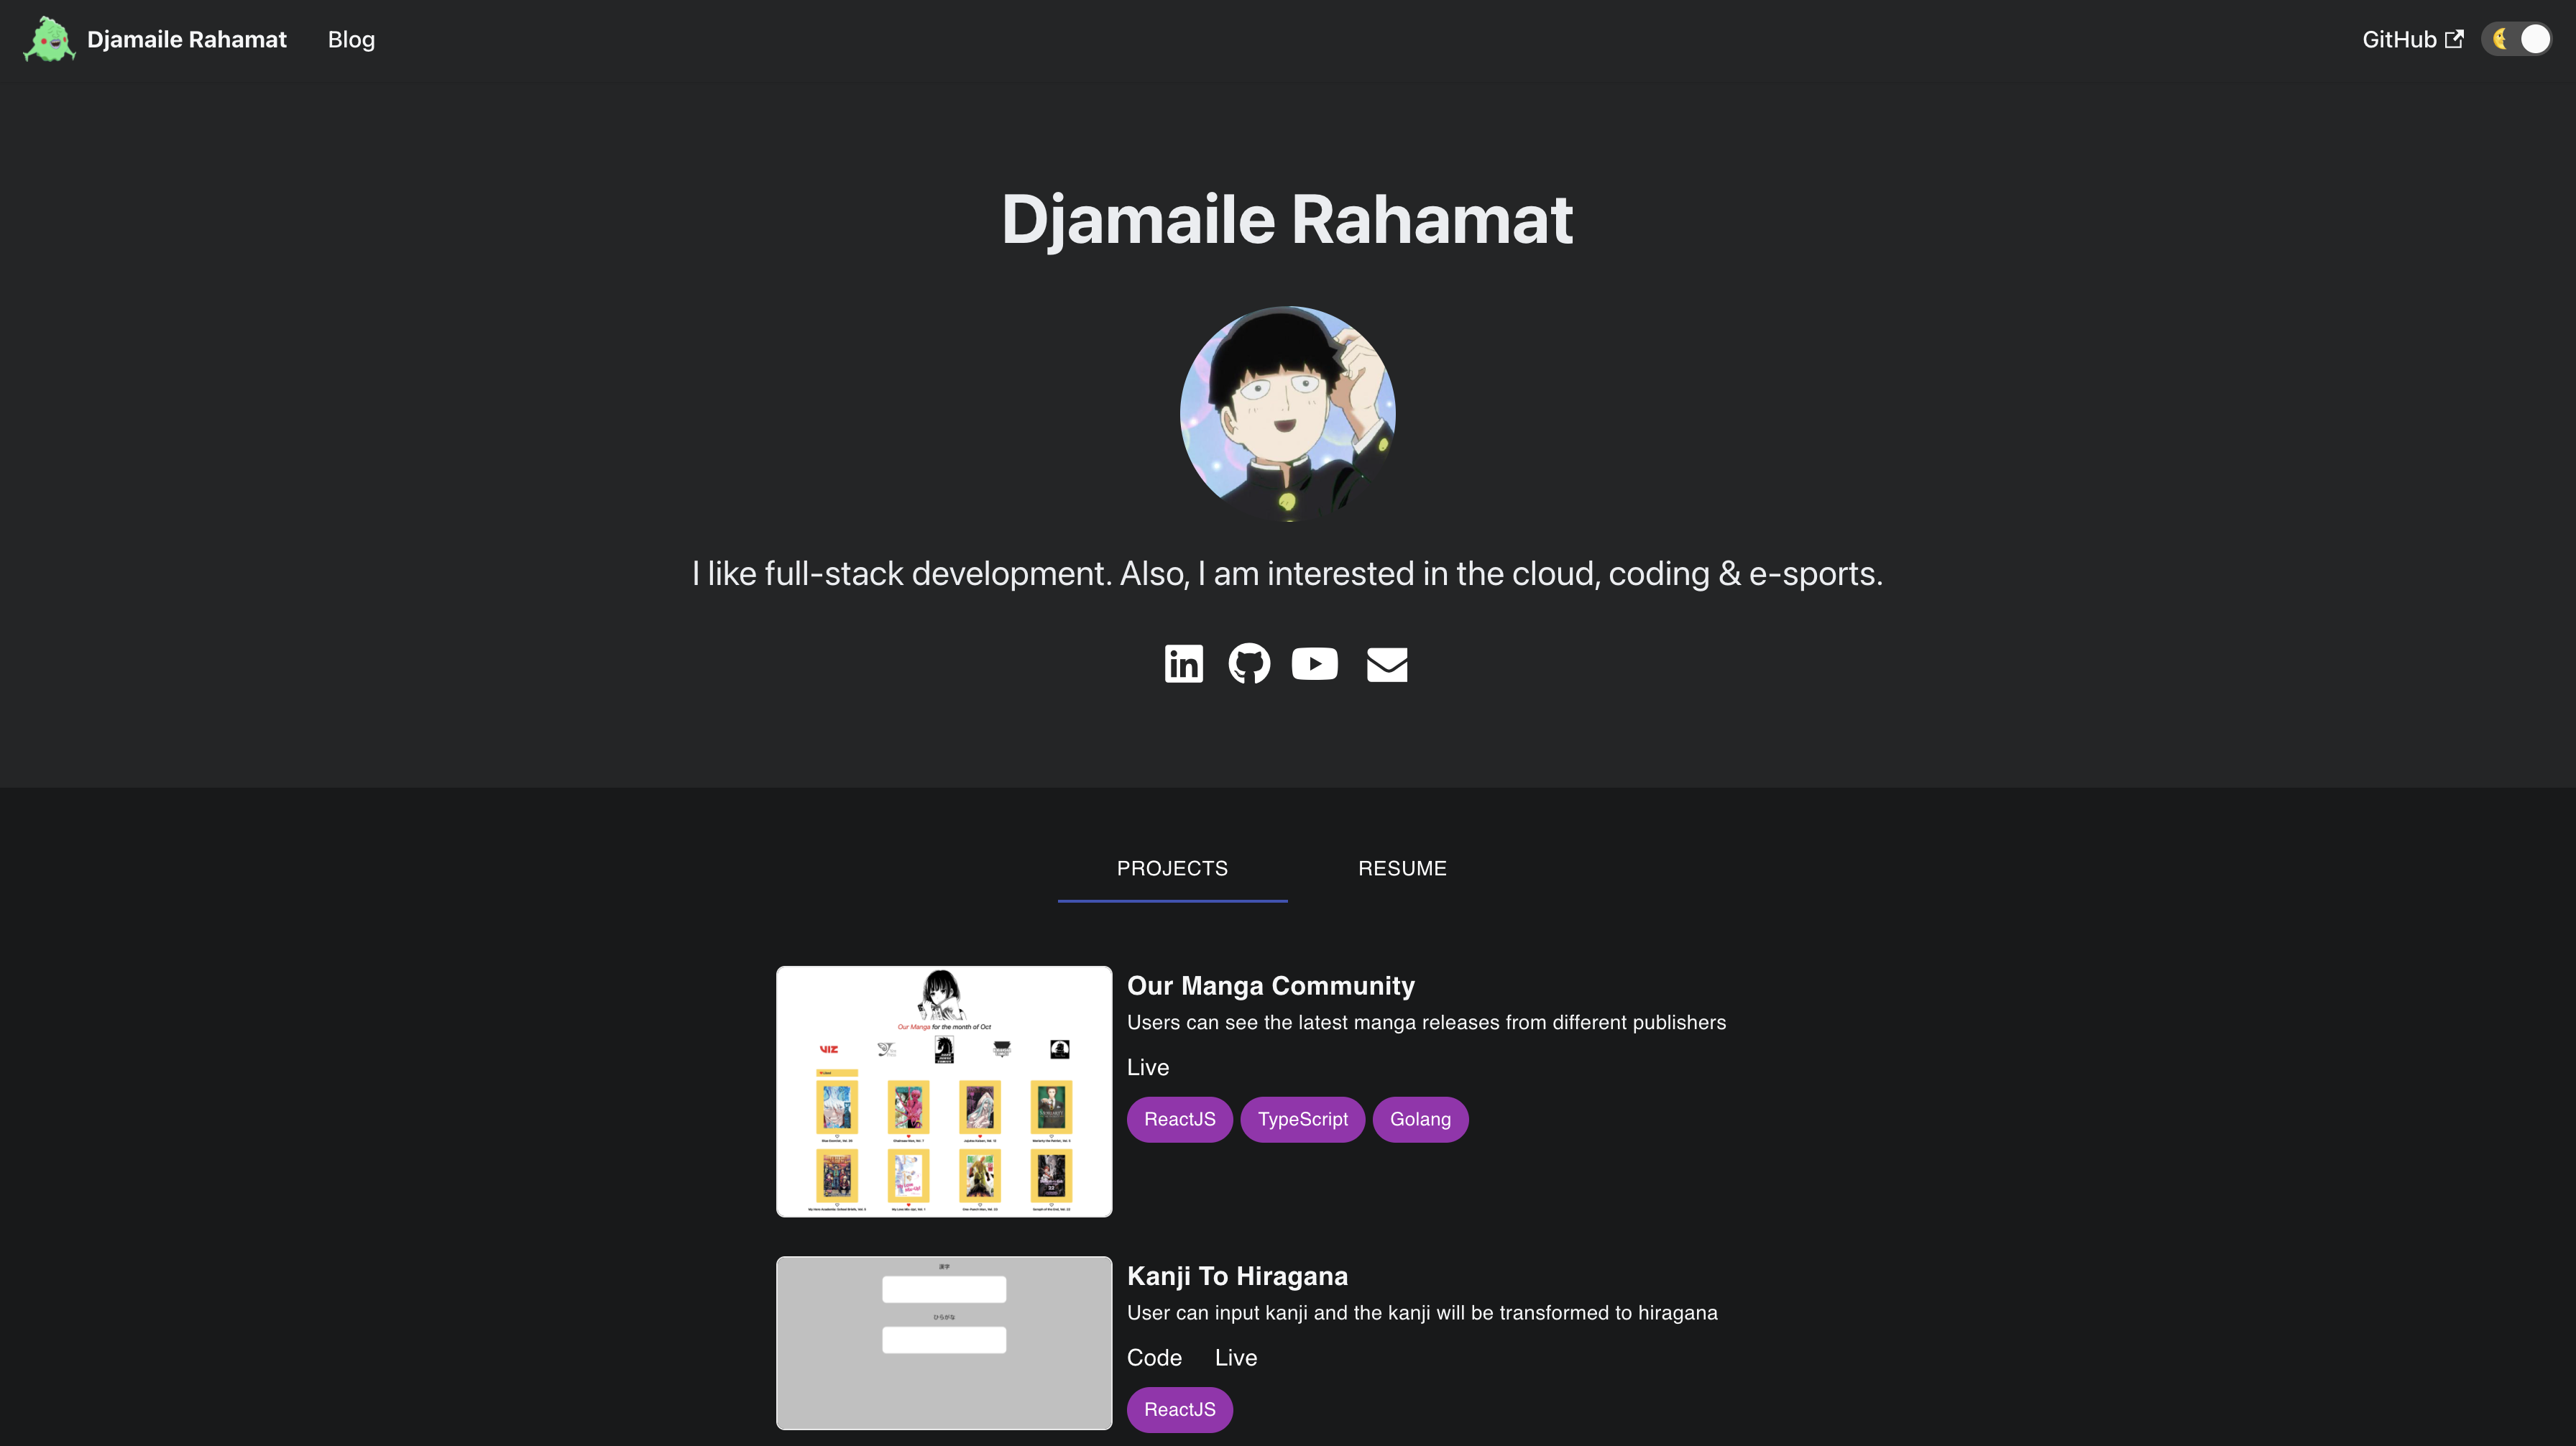 Djamaile Rahamat
Blog
GitHub
Djamaile Rahamat
I like full-stack development. Also, I am interested in the cloud, coding & e-sports.
in
PROJECTS
RESUME
Our Manga for the month of Oct
VIZ
Our Manga Community
Users can see the latest manga releases from different publishers
Live
ReactJS
TypeScript
Golang
漢字
ひらがな
Kanji To Hiragana
User can input kanji and the kanji will be transformed to hiragana
Code
Live
ReactJS